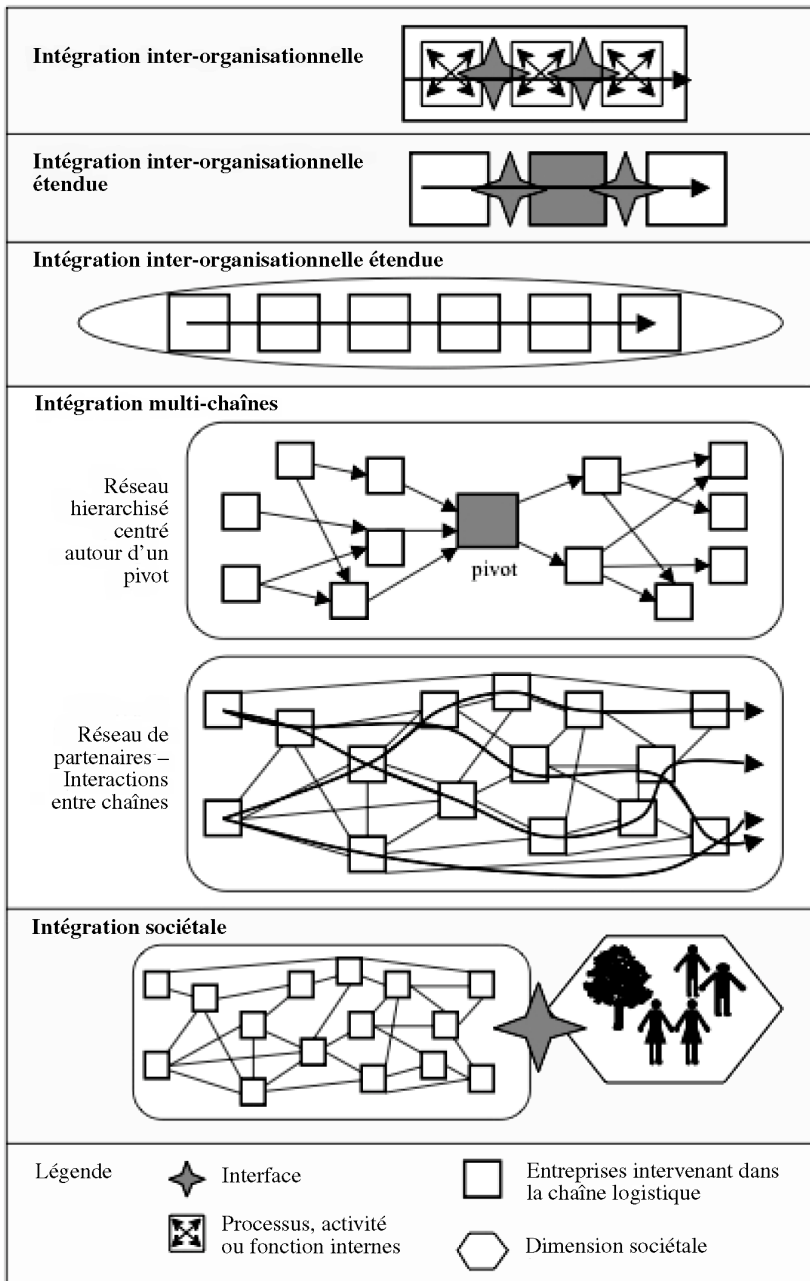 Intégration inter-organisationnelle
Intégration inter-organisationnelle
étendue
Intégration inter-organisationnelle étendue
Intégration multi-chaînes
Réseau
hierarchisé
centré
autour d'un
pivot
pivot
Réseau de
partenaires –
Interactions
entre chaînes
Intégration sociétale
Légende
Interface
Entreprises intervenant dans
la chaîne logistique
Processus, activité
ou fonction internes
Dimension sociétale